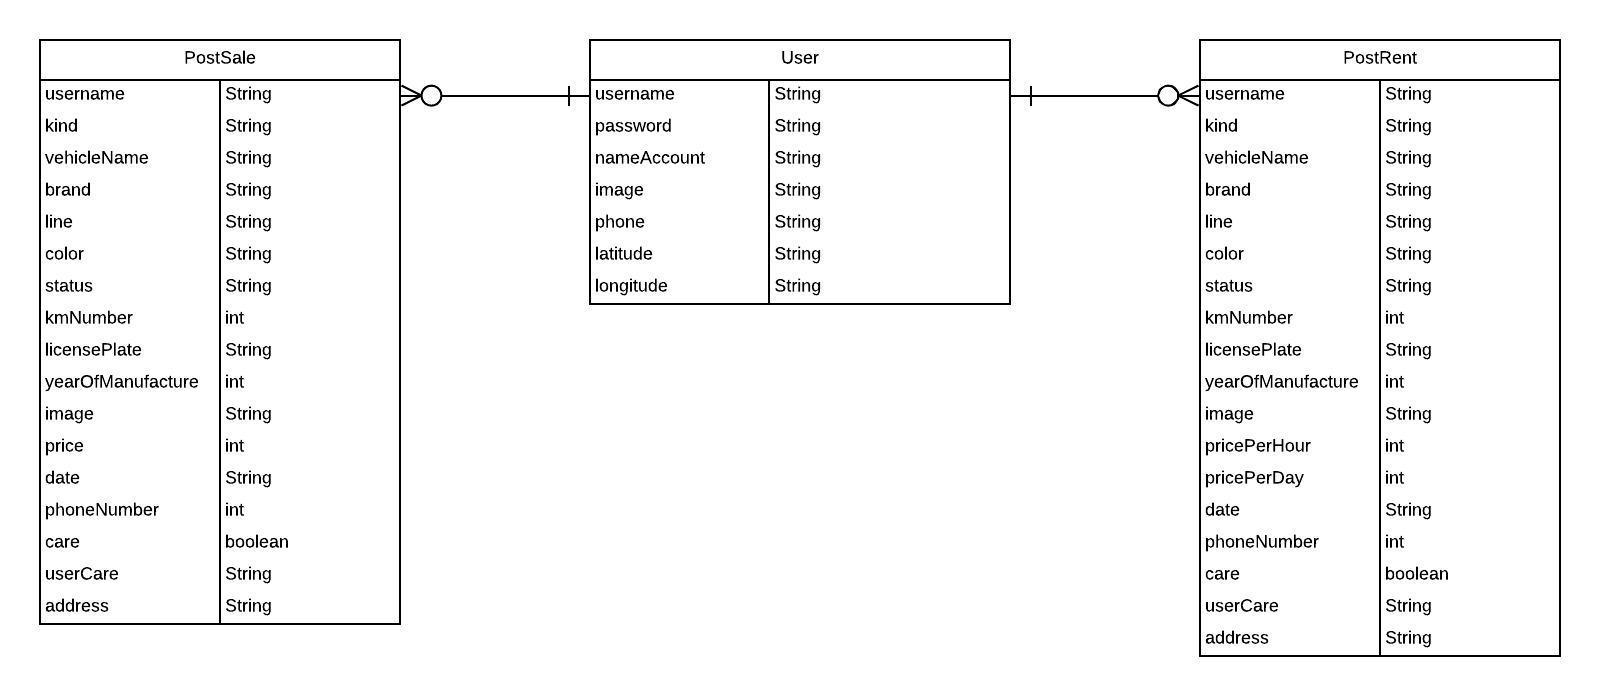 PostSale
username String
kind String
vehicleName String
brand String
line String
color String
status String
kmNumber int
licensePlate String
yearOfManufacture int
image String
price int
date String
phoneNumber int
care boolean
userCare String
address String
User
username String
password String
nameAccount String
image String
phone String
latitude String
longitude String
PostRent
username String
kind String
vehicleName String
brand String
line String
color String
status String
kmNumber int
licensePlate String
yearOfManufacture int
image String
pricePerHour int
pricePerDay int
date String
phoneNumber int
care boolean
userCare String
address String